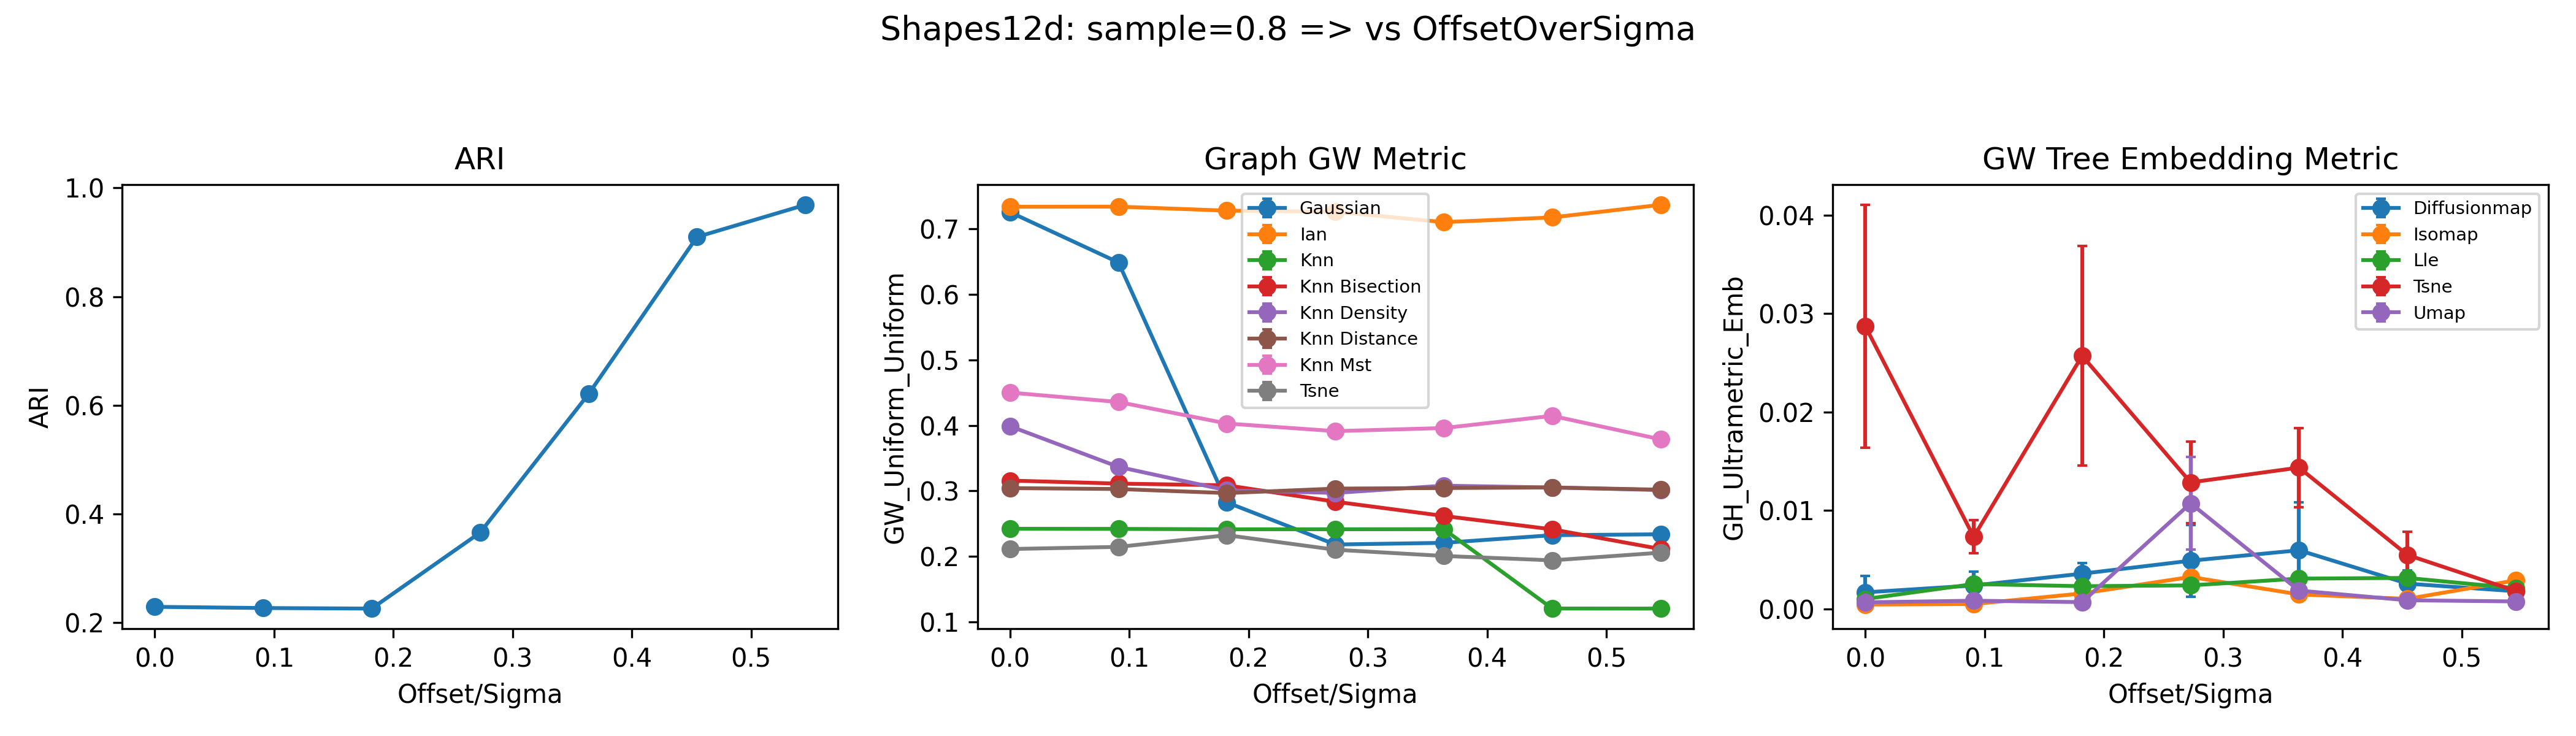 Shapes12d: sample=0.8 => vs OffsetOverSigma
ARI
1.0
0.8
0.6
0.4
0.2
ARI
0.0 0.1 0.2 0.3 0.4 0.5
Offset/Sigma
Graph GW Metric
0.7
0.6
0.5
0.4
0.3
0.2
0.1
GW_Uniform_Uniform
Gaussian
Ian
Knn
Knn Bisection
Knn Density
Knn Distance
Knn Mst
Tsne
0.0 0.1 0.2 0.3 0.4 0.5
Offset/Sigma
GW Tree Embedding Metric
0.04
0.03
0.02
0.01
0.00
GH_Ultrametric_Emb
Diffusionmap
Isomap
Lle
Tsne
Umap
0.0 0.1 0.2 0.3 0.4 0.5
Offset/Sigma